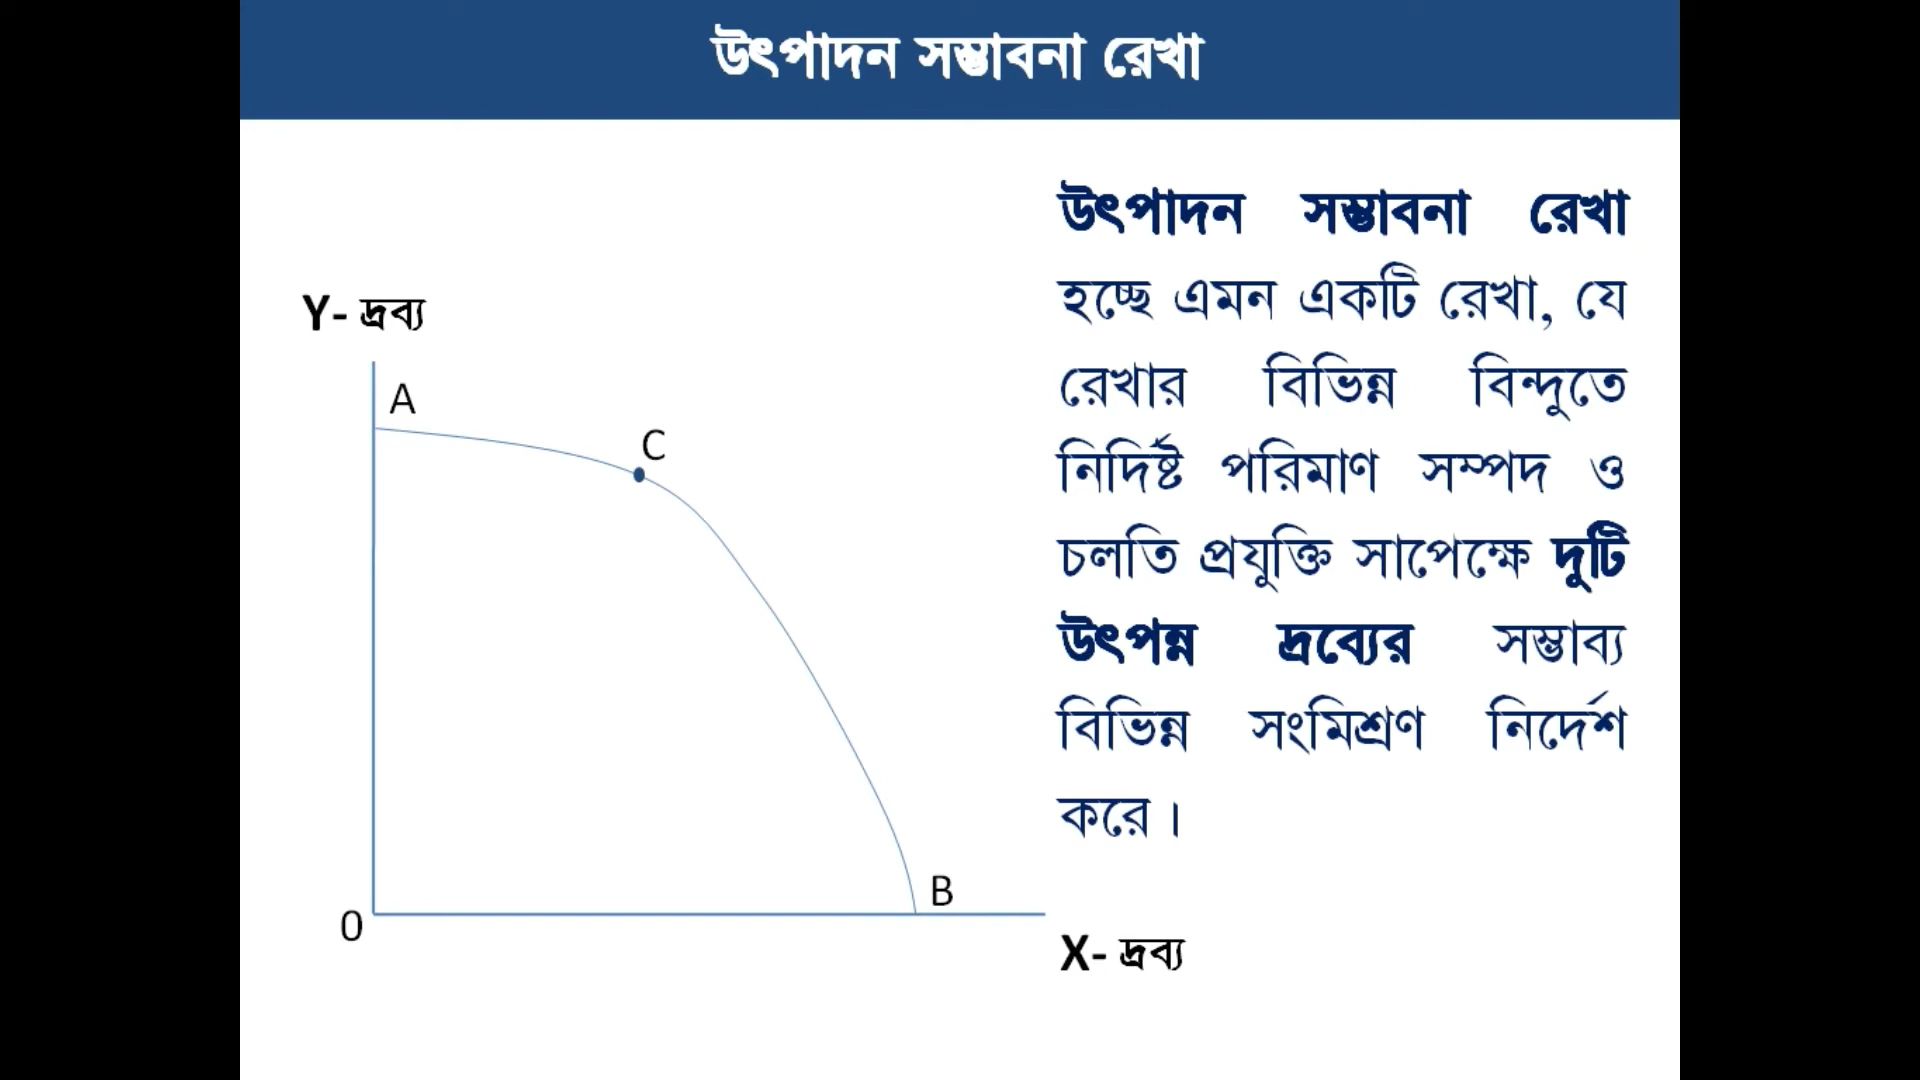 উৎপাদন সম্ভাবনা রেখা
উৎপাদন সম্ভাবনা রেখা
হচ্ছে এমন একটি রেখা, যে
রেখার বিভিন্ন বিন্দুতে
নির্দিষ্ট পরিমাণ সম্পদ ও
চলতি প্রযুক্তি সাপেক্ষে দুটি
উৎপন্ন দ্রব্যের সম্ভাব্য
বিভিন্ন সংমিশ্রণ নির্দেশ
করে।
Y- দ্রব্য
A
C
B
0
X- দ্রব্য